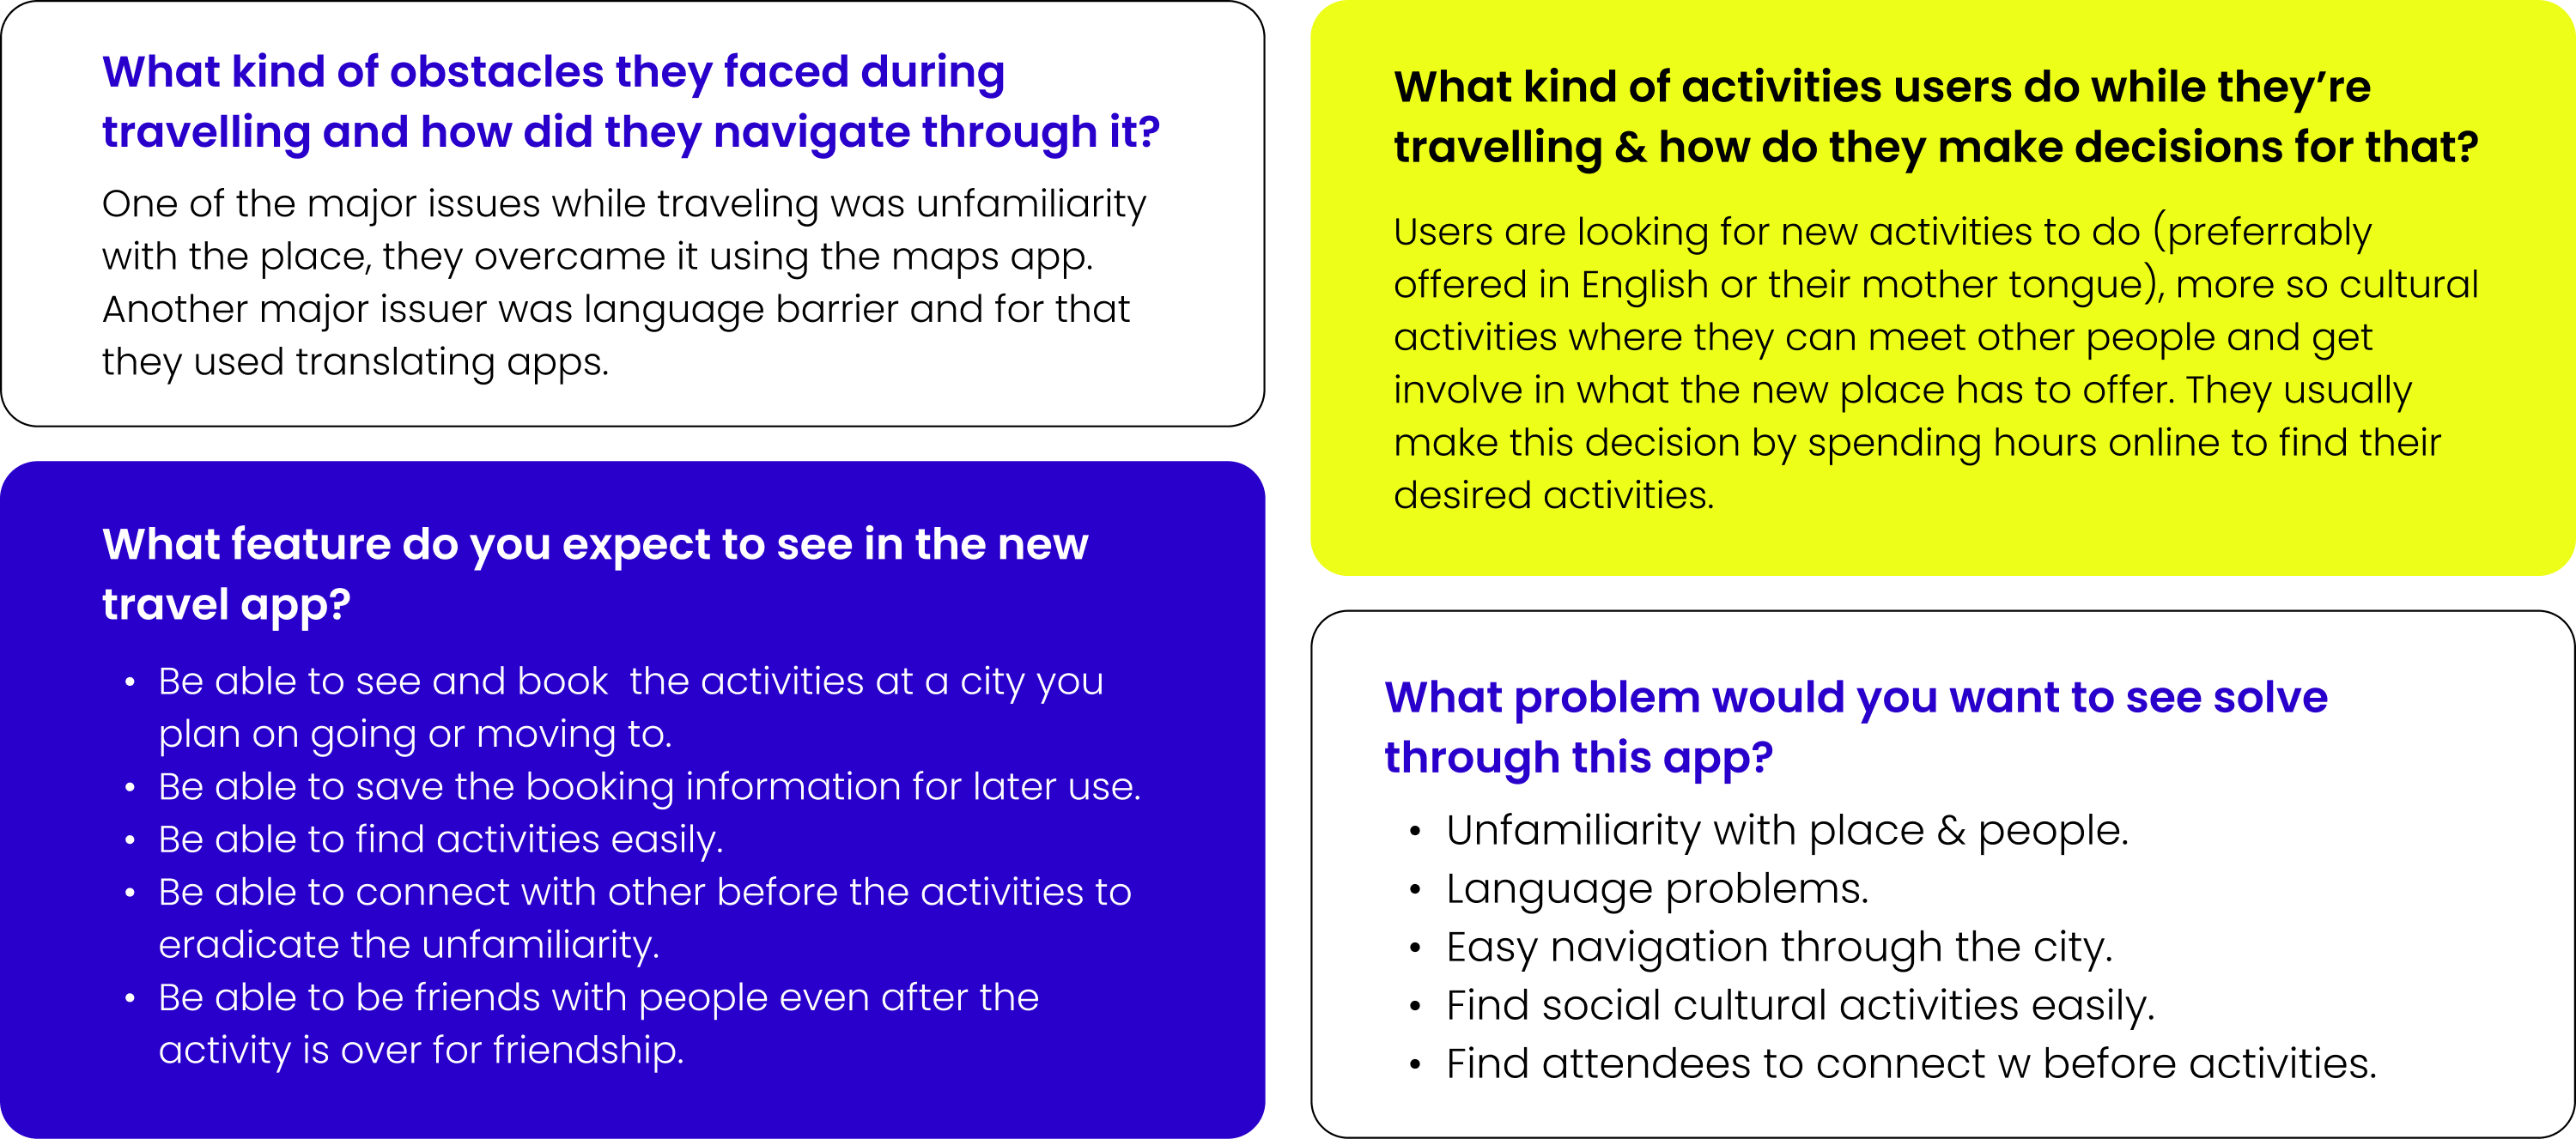 What kind of obstacles they faced during
travelling and how did they navigate through it?
One of the major issues while traveling was unfamiliarity
with the place, they overcame it using the maps app.
Another major issuer was language barrier and for that
they used translating apps.
What kind of activities users do while they’re
travelling & how do they make decisions for that?
Users are looking for new activities to do (preferrably
offered in English or their mother tongue), more so cultural
activities where they can meet other people and get
involve in what the new place has to offer. They usually
make this decision by spending hours online to find their
desired activities.
What feature do you expect to see in the new
travel app?
• Be able to see and book  the activities at a city you
plan on going or moving to.
• Be able to save the booking information for later use.
• Be able to find activities easily.
• Be able to connect with other before the activities to
eradicate the unfamiliarity.
• Be able to be friends with people even after the
activity is over for friendship.
What problem would you want to see solve
through this app?
• Unfamiliarity with place & people.
• Language problems.
• Easy navigation through the city.
• Find social cultural activities easily.
• Find attendees to connect w before activities.